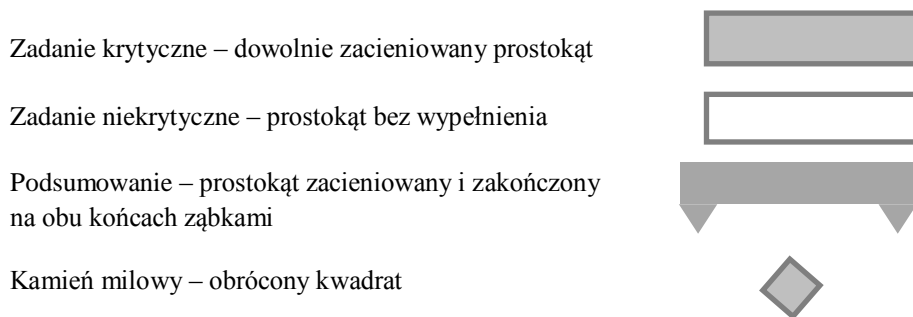 Zadanie krytyczne – dowolnie zacieniowany prostokąt
Zadanie niekrytyczne – prostokąt bez wypełnienia
Podsumowanie – prostokąt zacieniowany i zakończony
na obu końcach ząbkami
Kamień milowy – obrócony kwadrat